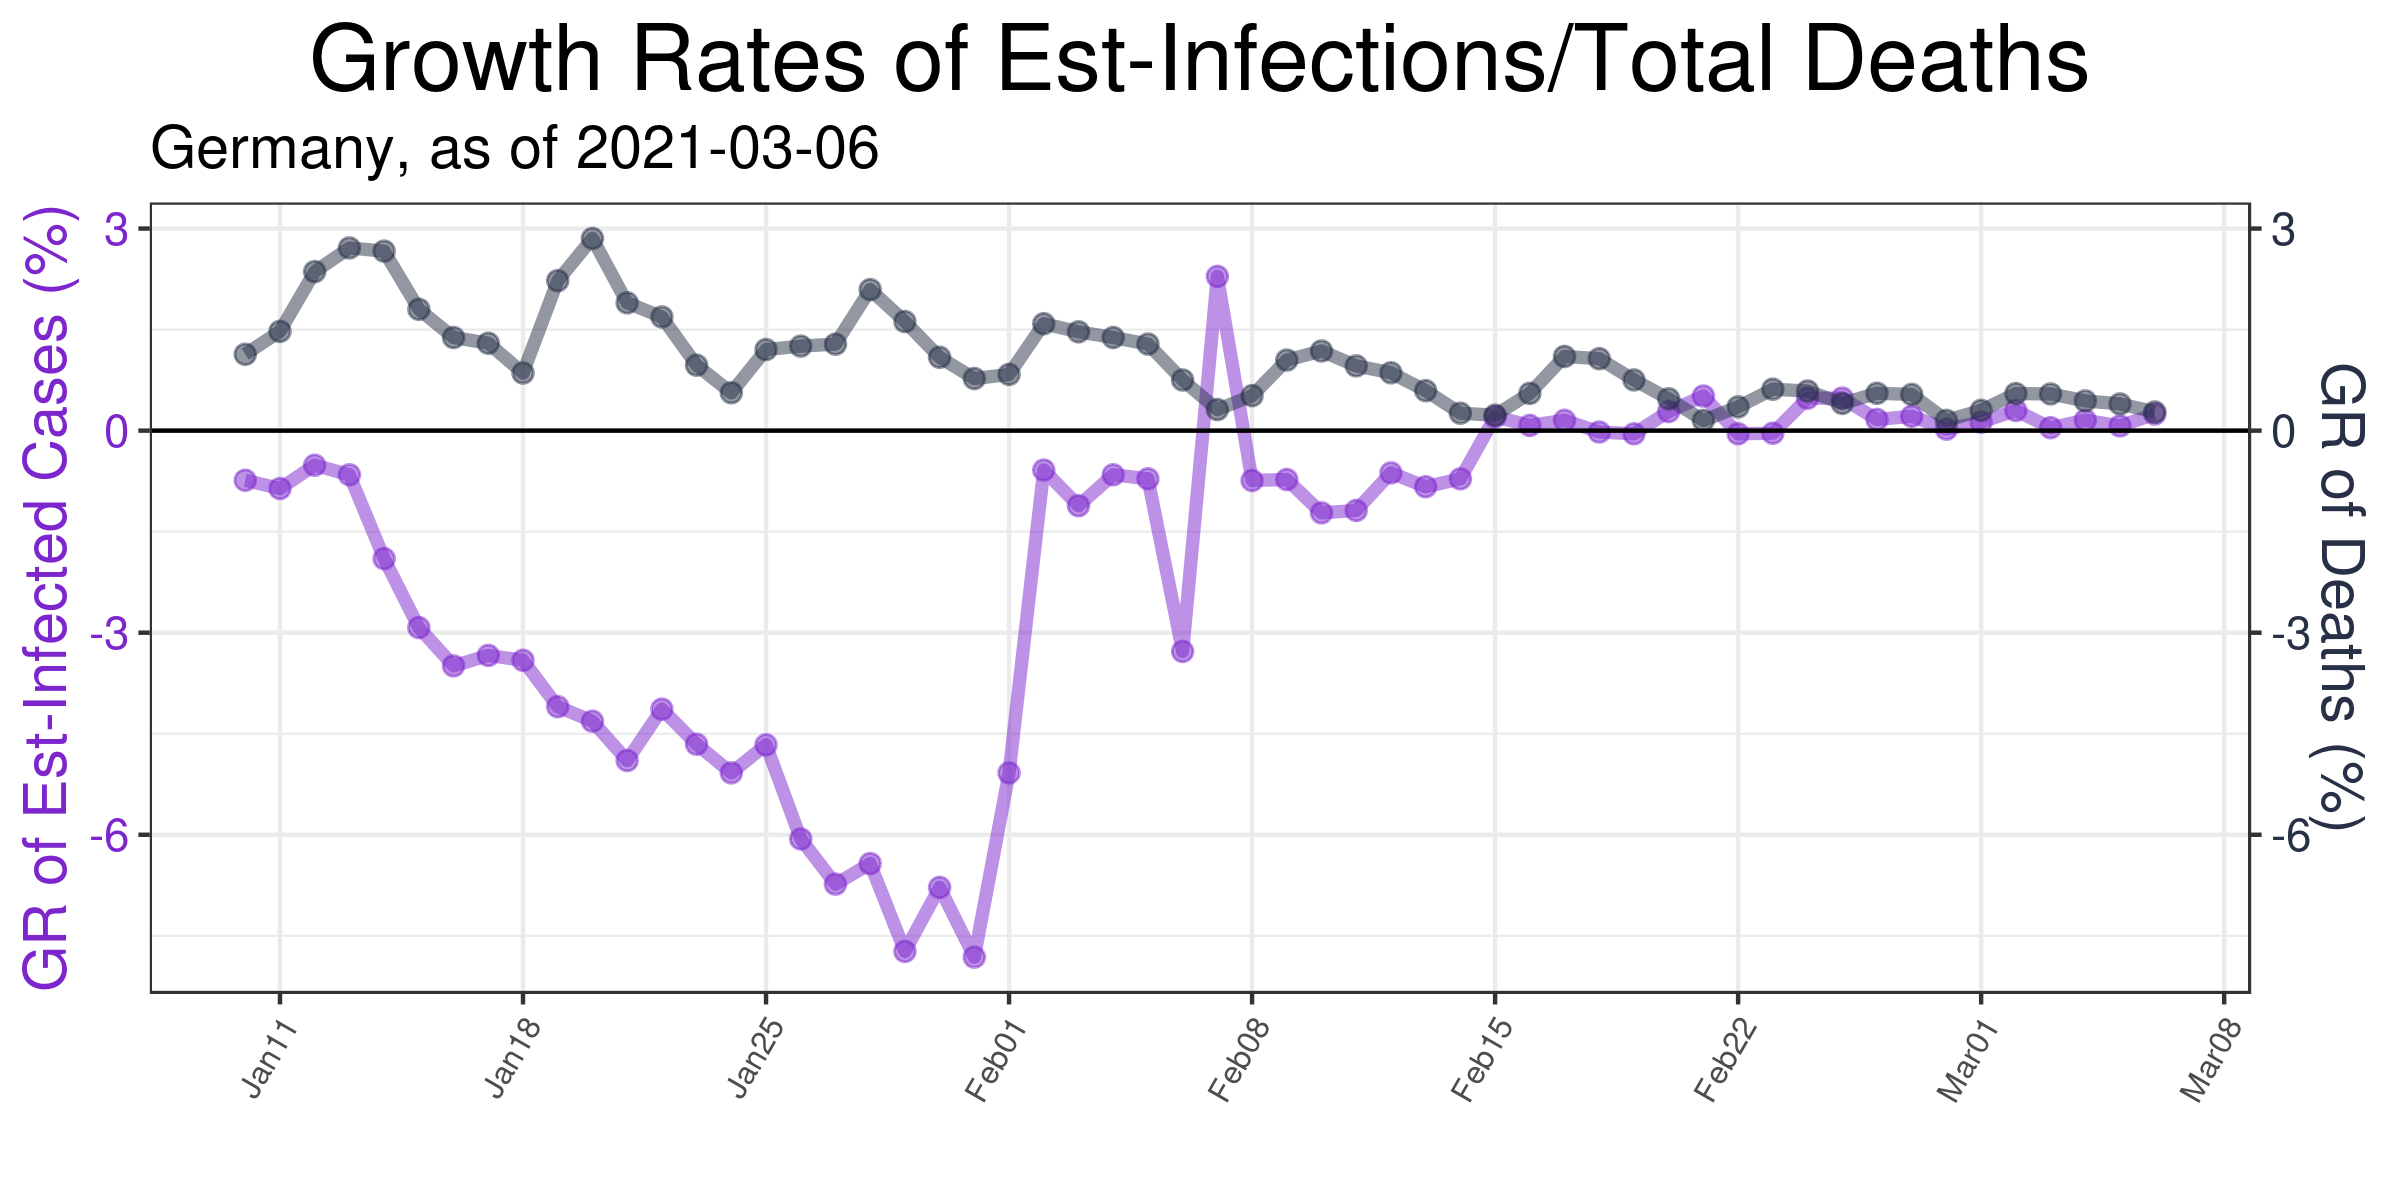 Growth Rates of Est-Infections/Total Deaths
Germany, as of 2021-03-06
GR of Est-Infected Cases (%)
3
0
-3
-6
3
0
-3
-6
GR of Deaths (%)
Jan11
Jan18
Jan25
Feb01
Feb08
Feb15
Feb22
Mar01
Mar08